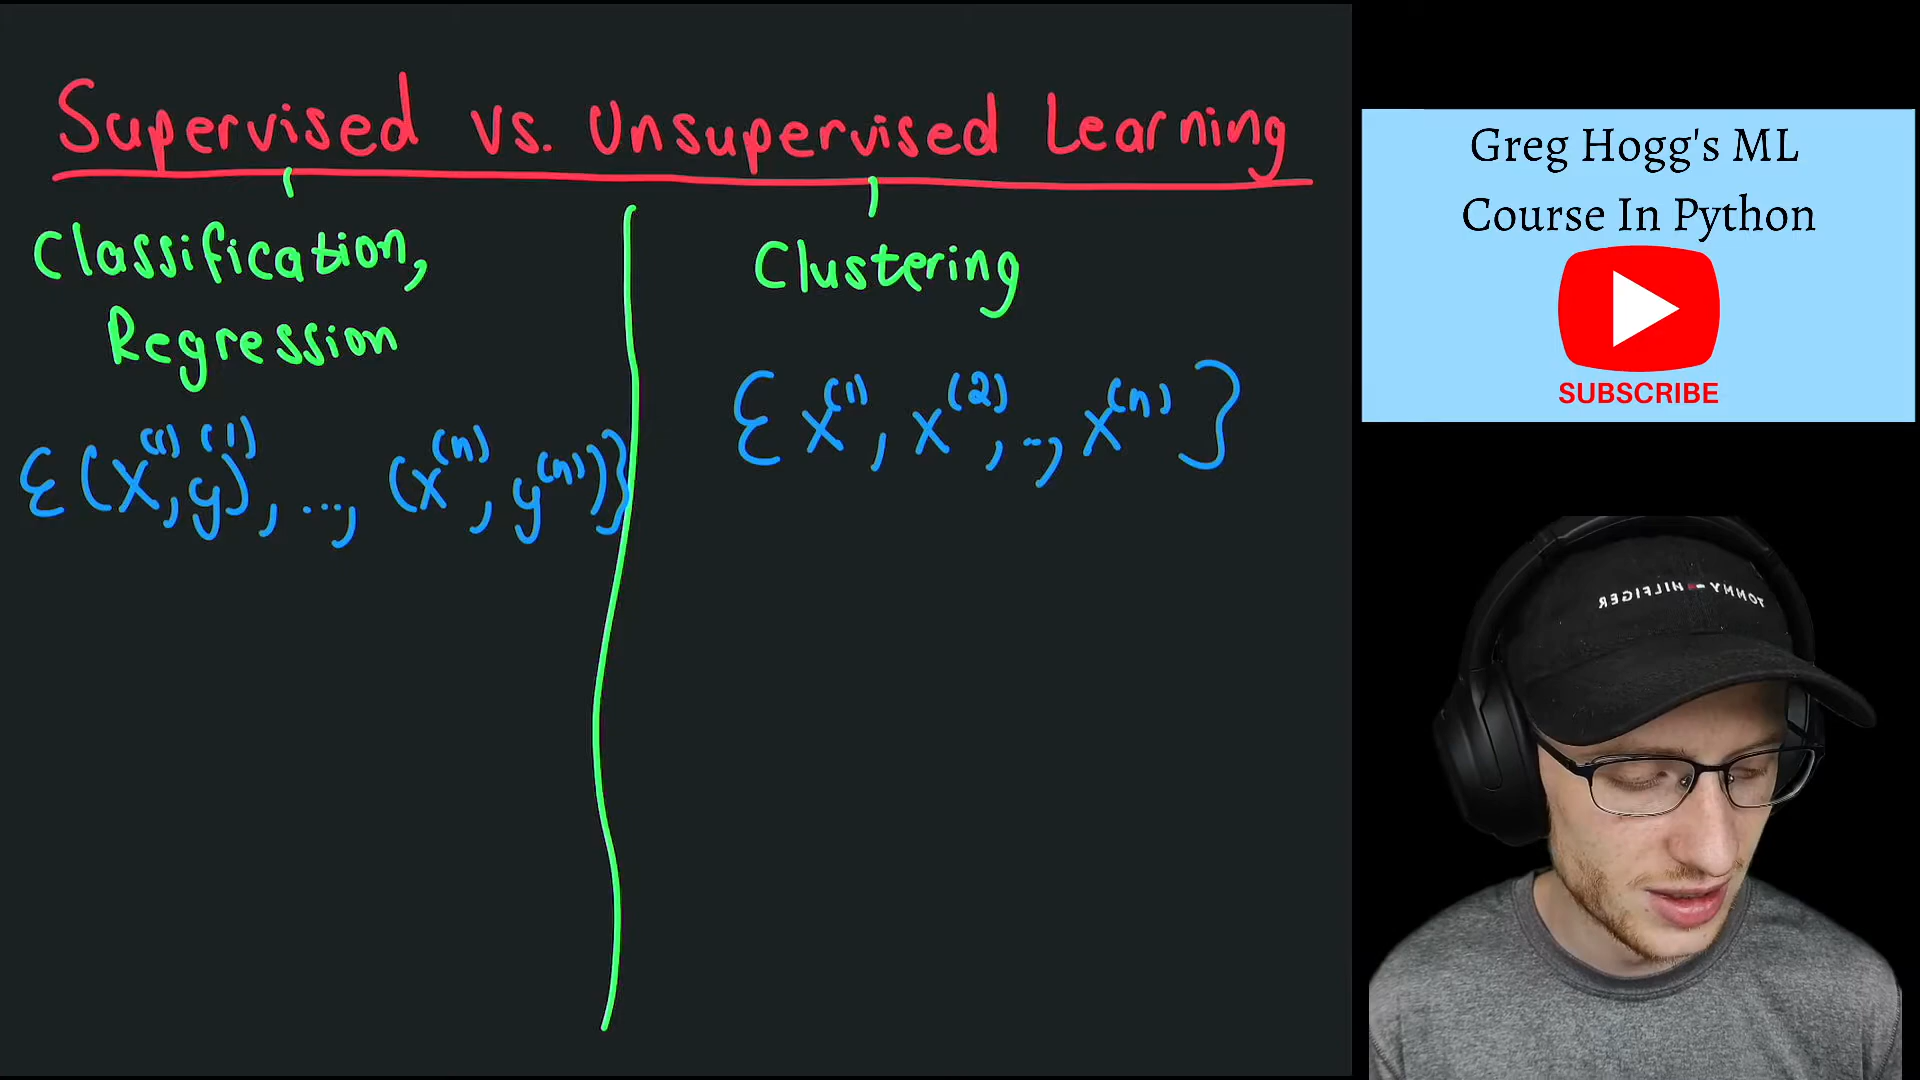 Supervised vs. Unsupervised Learning
Classification,
Regression
{(x⁽¹⁾, y⁽¹⁾), ..., (x⁽ⁿ⁾, y⁽ⁿ⁾)}
Clustering
{x⁽¹⁾, x⁽²⁾, .., x⁽ⁿ⁾}
Greg Hogg's ML
Course In Python
SUBSCRIBE
TOMMY HILFIGER